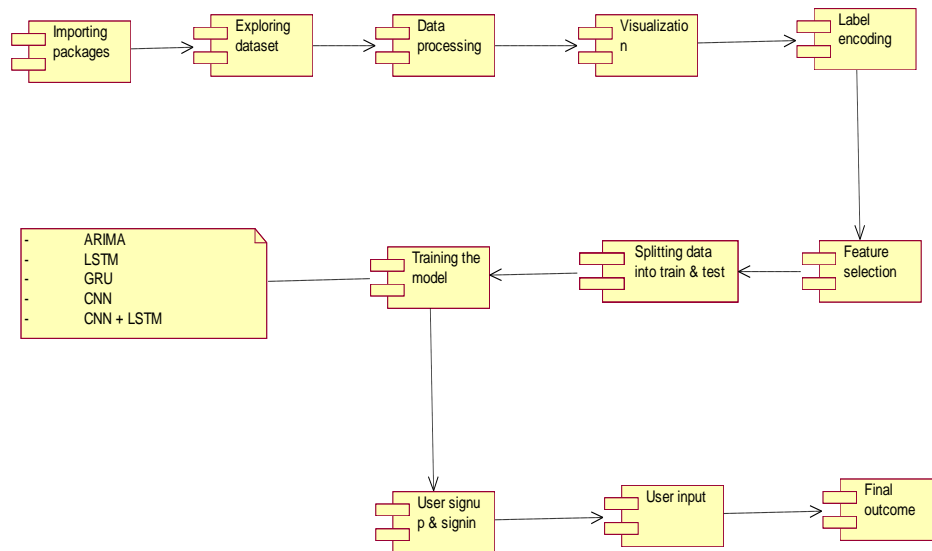 Importing
packages
Exploring
dataset
Data
processing
Visualizatio
n
Label
encoding
- ARIMA
- LSTM
- GRU
- CNN
- CNN + LSTM
Training the
model
Splitting data
into train & test
Feature
selection
User signu
p & signin
User input
Final
outcome